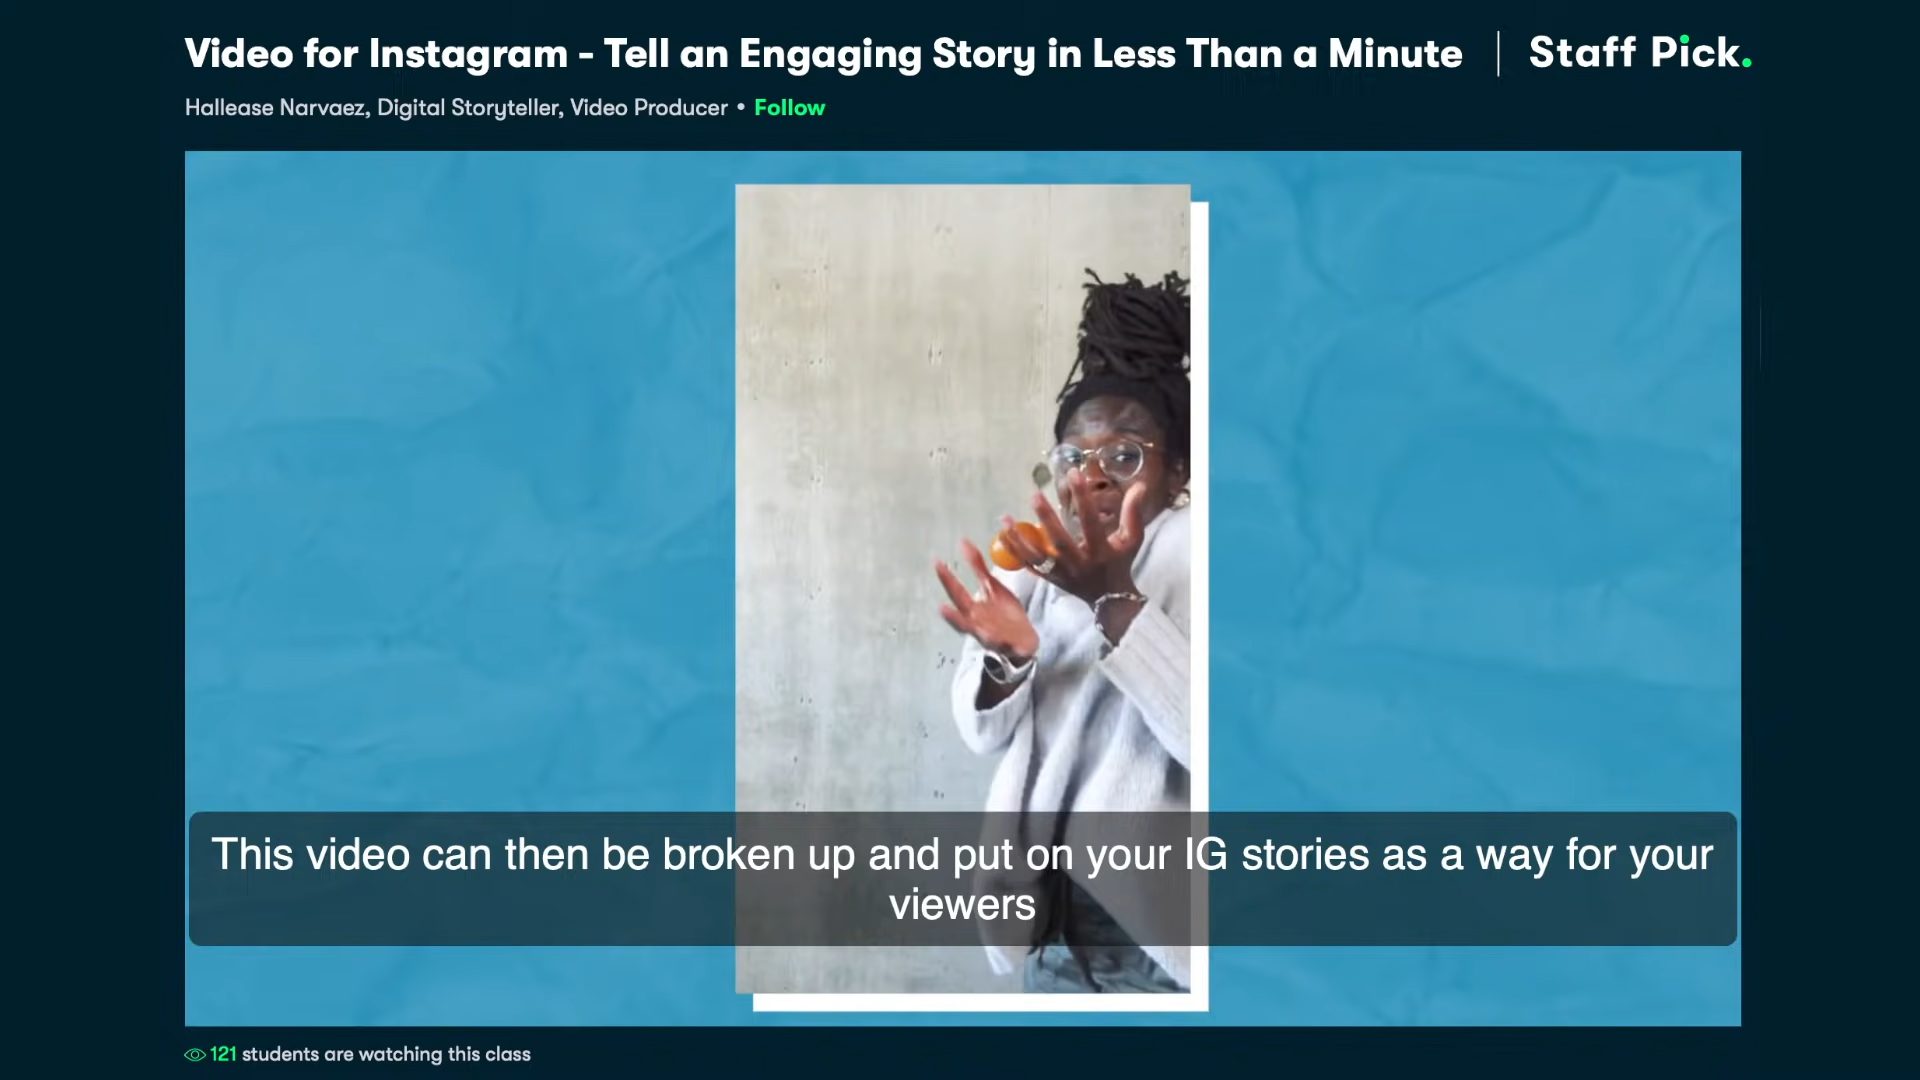 Video for Instagram - Tell an Engaging Story in Less Than a Minute | Staff Pick.
Hallease Narvaez, Digital Storyteller, Video Producer • Follow
This video can then be broken up and put on your IG stories as a way for your
viewers
121 students are watching this class